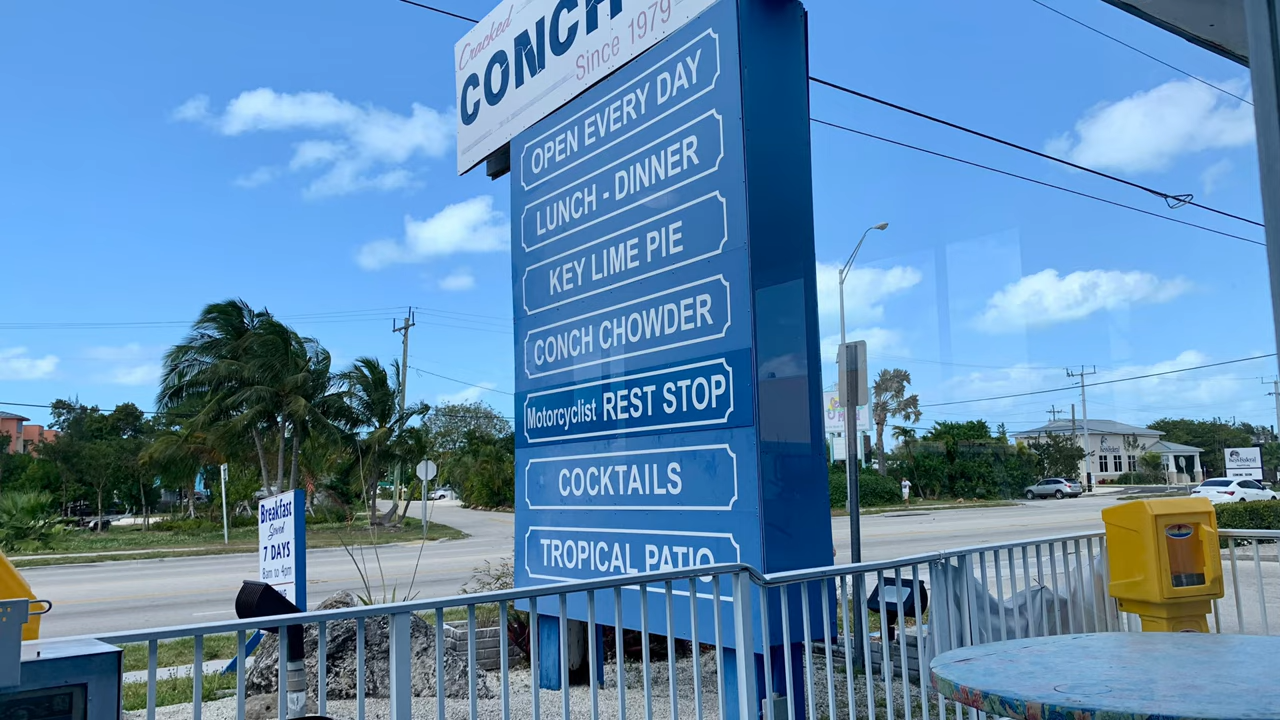 Cracked
CONCH
Since 1979
OPEN EVERY DAY
LUNCH - DINNER
KEY LIME PIE
CONCH CHOWDER
Motorcyclist REST STOP
COCKTAILS
TROPICAL PATIO
Breakfast
Served
7 DAYS
8am to 4pm